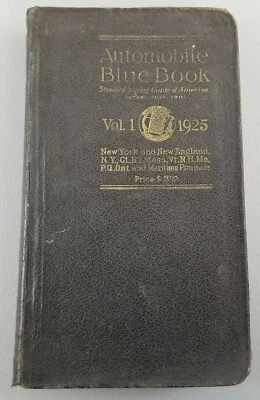 Automobile
Blue Book
Standard Guide of America
Vol. 1 1925
New York and New England,
N.Y., Ct., R.I., Mass., Vt., N.H., Me.,
P.Q., Ont. and Maritime Provinces
Price $